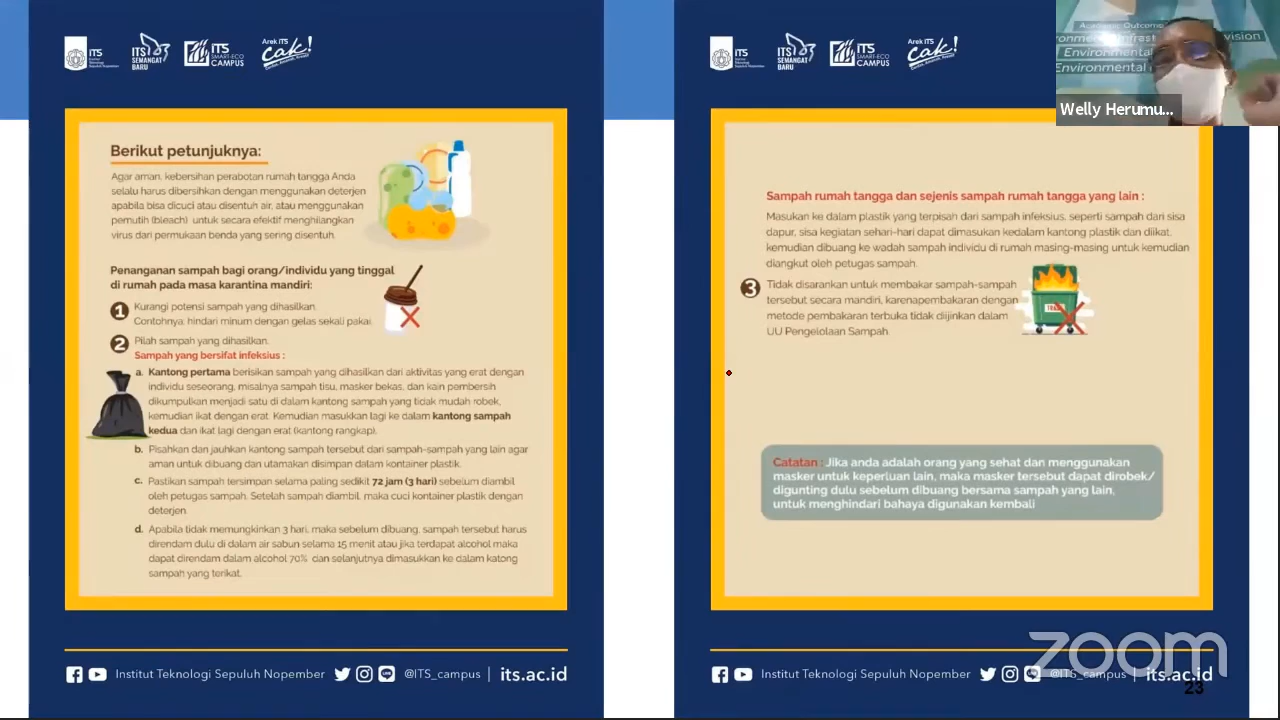 ITS
Institut
Teknologi
Sepuluh Nopember
ITS
SEMANGAT
BARU
ITS
SMART-ECO
CAMPUS
Arek ITS
cak!
Berikut petunjuknya:
Agar aman, kebersihan perabotan rumah tangga Anda
selalu harus dibersihkan dengan menggunakan deterjen
apabila bisa dicuci atau disentuh air, atau menggunakan
pemutih (bleach) untuk secara efektif menghilangkan
virus dari permukaan benda yang sering disentuh.
Penanganan sampah bagi orang/individu yang tinggal
di rumah pada masa karantina mandiri:
1 Kurangi potensi sampah yang dihasilkan.
Contohnya: hindari minum dengan gelas sekali pakai.
2 Pilah sampah yang dihasilkan.
Sampah yang bersifat infeksius :
a. Kantong pertama berisikan sampah yang dihasilkan dari aktivitas yang erat dengan
individu seseorang, misalnya sampah tisu, masker bekas, dan kain pembersih
dikumpulkan menjadi satu di dalam kantong sampah yang tidak mudah robek,
kemudian ikat dengan erat. Kemudian masukkan lagi ke dalam kantong sampah
kedua dan ikat lagi dengan erat (kantong rangkap).
b. Pisahkan dan jauhkan kantong sampah tersebut dari sampah-sampah yang lain agar
aman untuk dibuang dan utamakan disimpan dalam kontainer plastik.
c. Pastikan sampah tersimpan selama paling sedikit 72 jam (3 hari) sebelum diambil
oleh petugas sampah. Setelah sampah diambil, maka cuci kontainer plastik dengan
deterjen.
d. Apabila tidak memungkinkan 3 hari, maka sebelum dibuang, sampah tersebut harus
direndam dulu di dalam air sabun selama 15 menit atau jika terdapat alcohol maka
dapat direndam dalam alcohol 70% dan selanjutnya dimasukkan ke dalam katong
sampah yang terikat.
Institut Teknologi Sepuluh Nopember @ITS_campus | its.ac.id
ITS
Institut
Teknologi
Sepuluh Nopember
ITS
SEMANGAT
BARU
ITS
SMART-ECO
CAMPUS
Arek ITS
cak!
Sampah rumah tangga dan sejenis sampah rumah tangga yang lain :
Masukan ke dalam plastik yang terpisah dari sampah infeksius, seperti sampah dari sisa
dapur, sisa kegiatan sehari-hari dapat dimasukan kedalam kantong plastik dan diikat,
kemudian dibuang ke wadah sampah individu di rumah masing-masing untuk kemudian
diangkut oleh petugas sampah.
3 Tidak disarankan untuk membakar sampah-sampah
tersebut secara mandiri, karenapembakaran dengan
metode pembakaran terbuka tidak diijinkan dalam
UU Pengelolaan Sampah.
Catatan : Jika anda adalah orang yang sehat dan menggunakan
masker untuk keperluan lain, maka masker tersebut dapat dirobek/
digunting dulu sebelum dibuang bersama sampah yang lain,
untuk menghindari bahaya digunakan kembali
Institut Teknologi Sepuluh Nopember @ITS_campus | its.ac.id
zoom
23
Academic Outcome
Environmental
Environmental
vision
Welly Herumu...